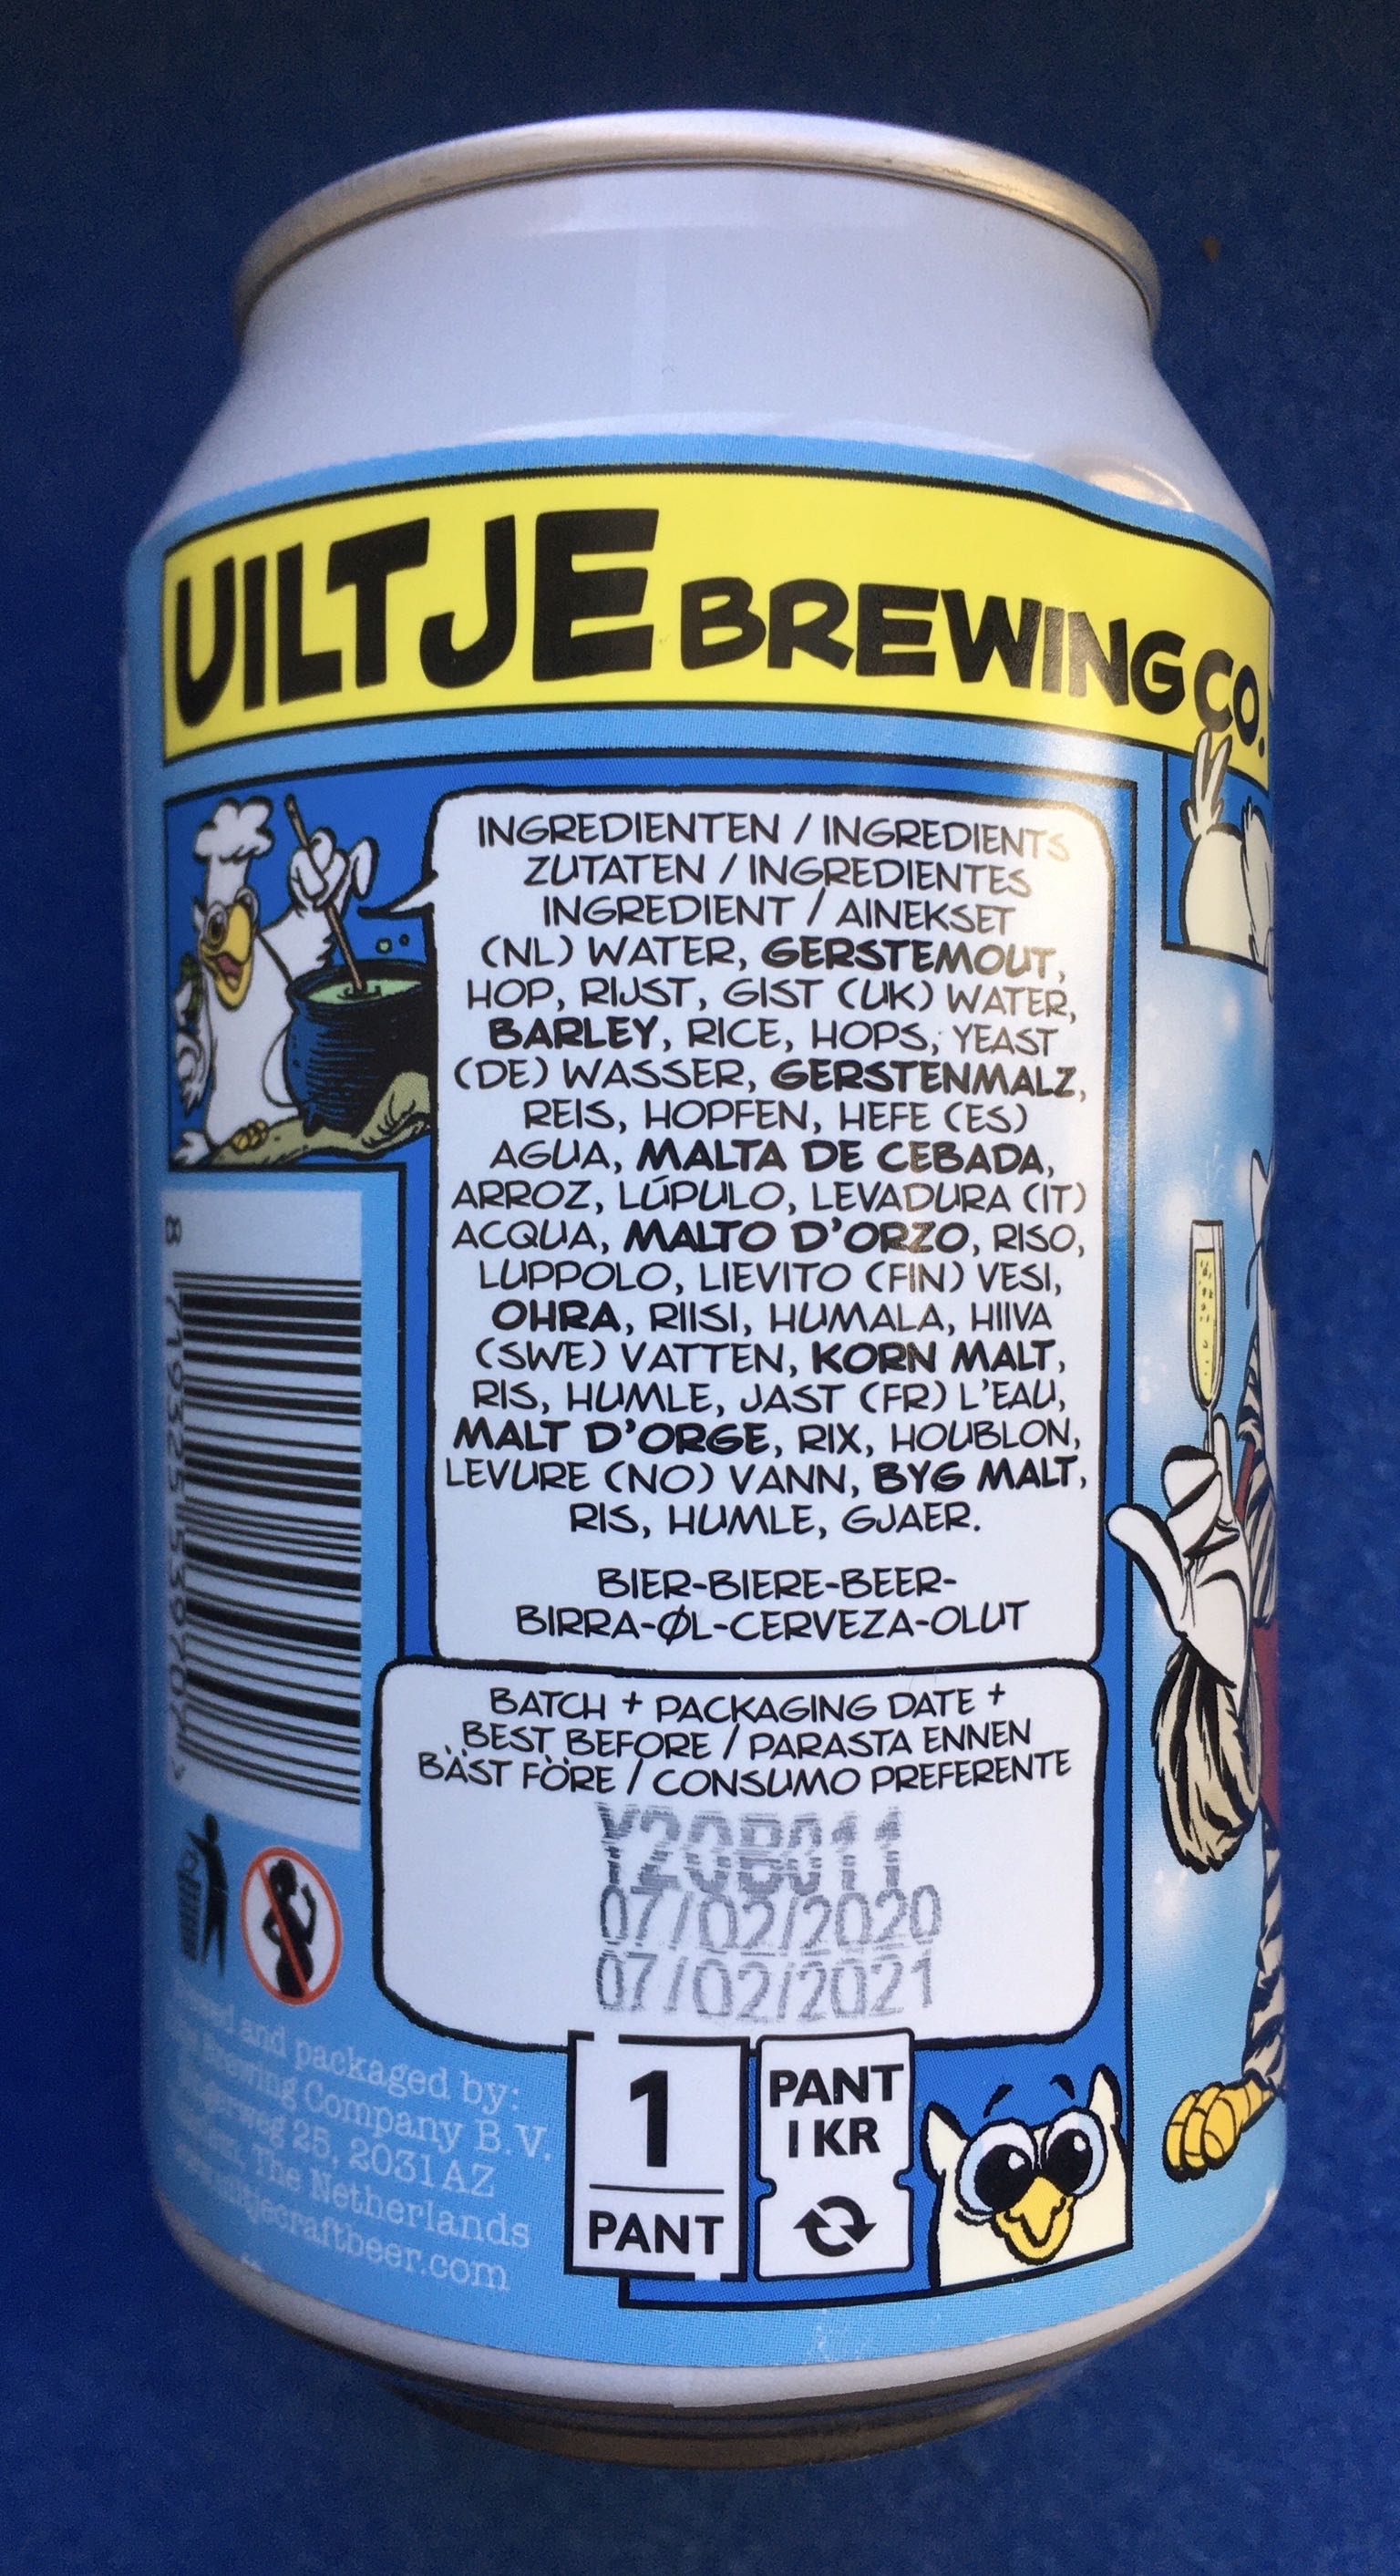 UILTJE BREWING CO.
INGREDIENTEN / INGREDIENTS
ZUTATEN / INGREDIENTES
INGREDIENT / AINEKSET
(NL) WATER, GERSTEMOUT,
HOP, RIJST, GIST (UK) WATER,
BARLEY, RICE, HOPS, YEAST
(DE) WASSER, GERSTENMALZ,
REIS, HOPFEN, HEFE (ES)
AGUA, MALTA DE CEBADA,
ARROZ, LÚPULO, LEVADURA (IT)
ACQUA, MALTO D'ORZO, RISO,
LUPPOLO, LIEVITO (FIN) VESI,
OHRA, RIISI, HUMALA, HIIVA
(SWE) VATTEN, KORN MALT,
RIS, HUMLE, JAST (FR) L'EAU,
MALT D'ORGE, RIX, HOUBLON,
LEVURE (NO) VANN, BYG MALT,
RIS, HUMLE, GJAER.
BIER-BIERE-BEER-
BIRRA-ØL-CERVEZA-OLUT
BATCH + PACKAGING DATE +
BEST BEFORE / PARASTA ENNEN
BÄST FÖRE / CONSUMO PREFERENTE
Y20B011
07/02/2020
07/02/2021
and packaged by:
Brewing Company B.V.
25, 2031AZ
The Netherlands
1
PANT
PANT
1 KR